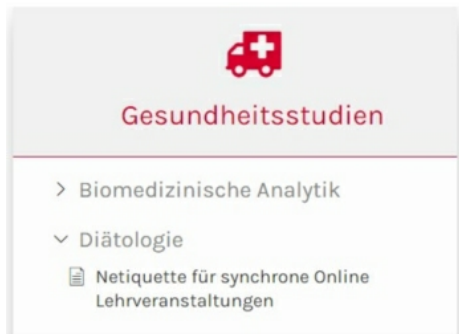 Gesundheitsstudien
Biomedizinische Analytik
Diätologie
Netiquette für synchrone Online
Lehrveranstaltungen